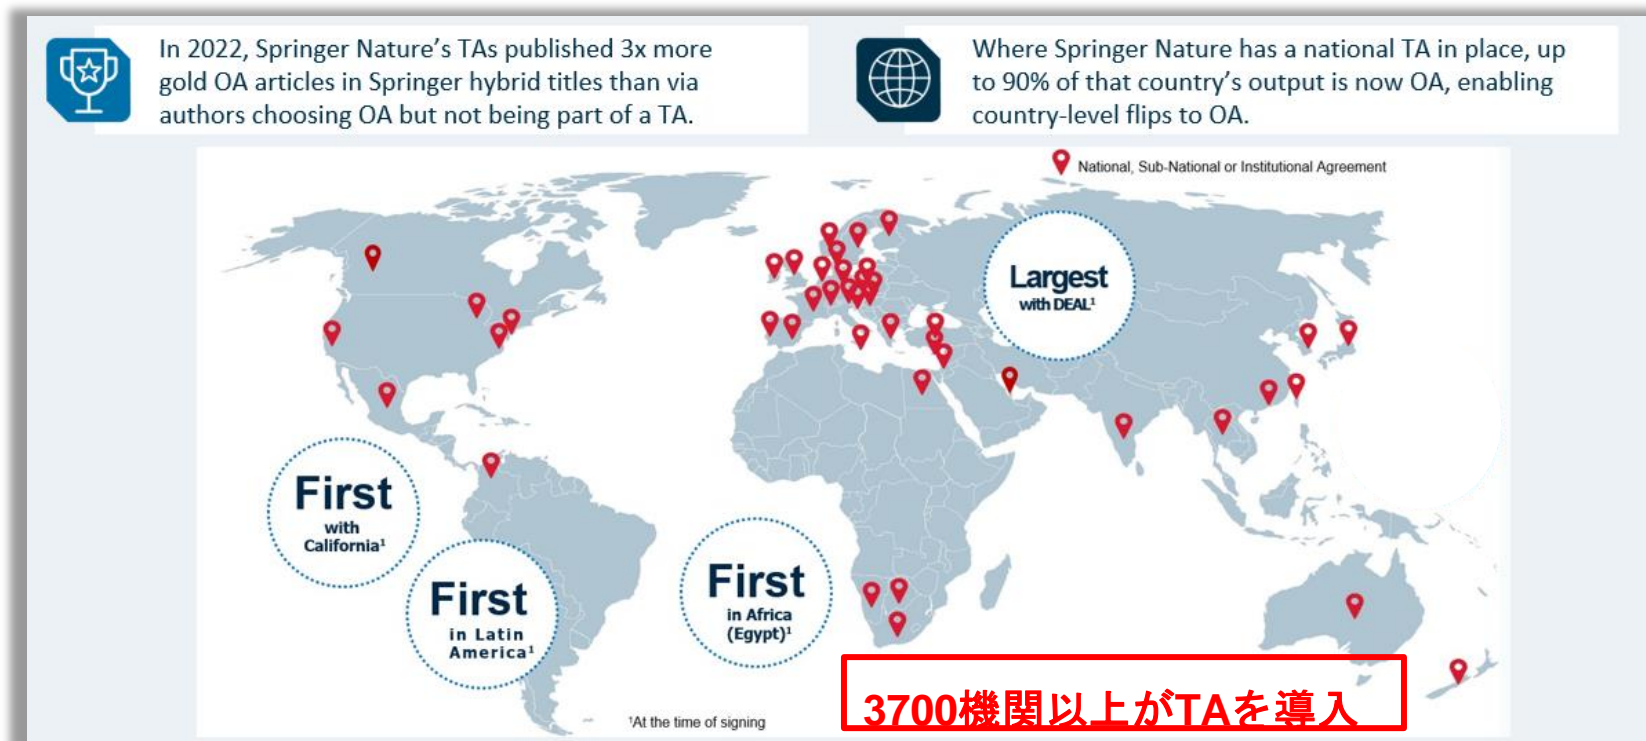 In 2022, Springer Nature’s TAs published 3x more
gold OA articles in Springer hybrid titles than via
authors choosing OA but not being part of a TA.
Where Springer Nature has a national TA in place, up
to 90% of that country’s output is now OA, enabling
country-level flips to OA.
National, Sub-National or Institutional Agreement
Largest
with DEAL¹
First
with
California¹
First
in Latin
America¹
First
in Africa
(Egypt)¹
3700機関以上がTAを導入
¹At the time of signing